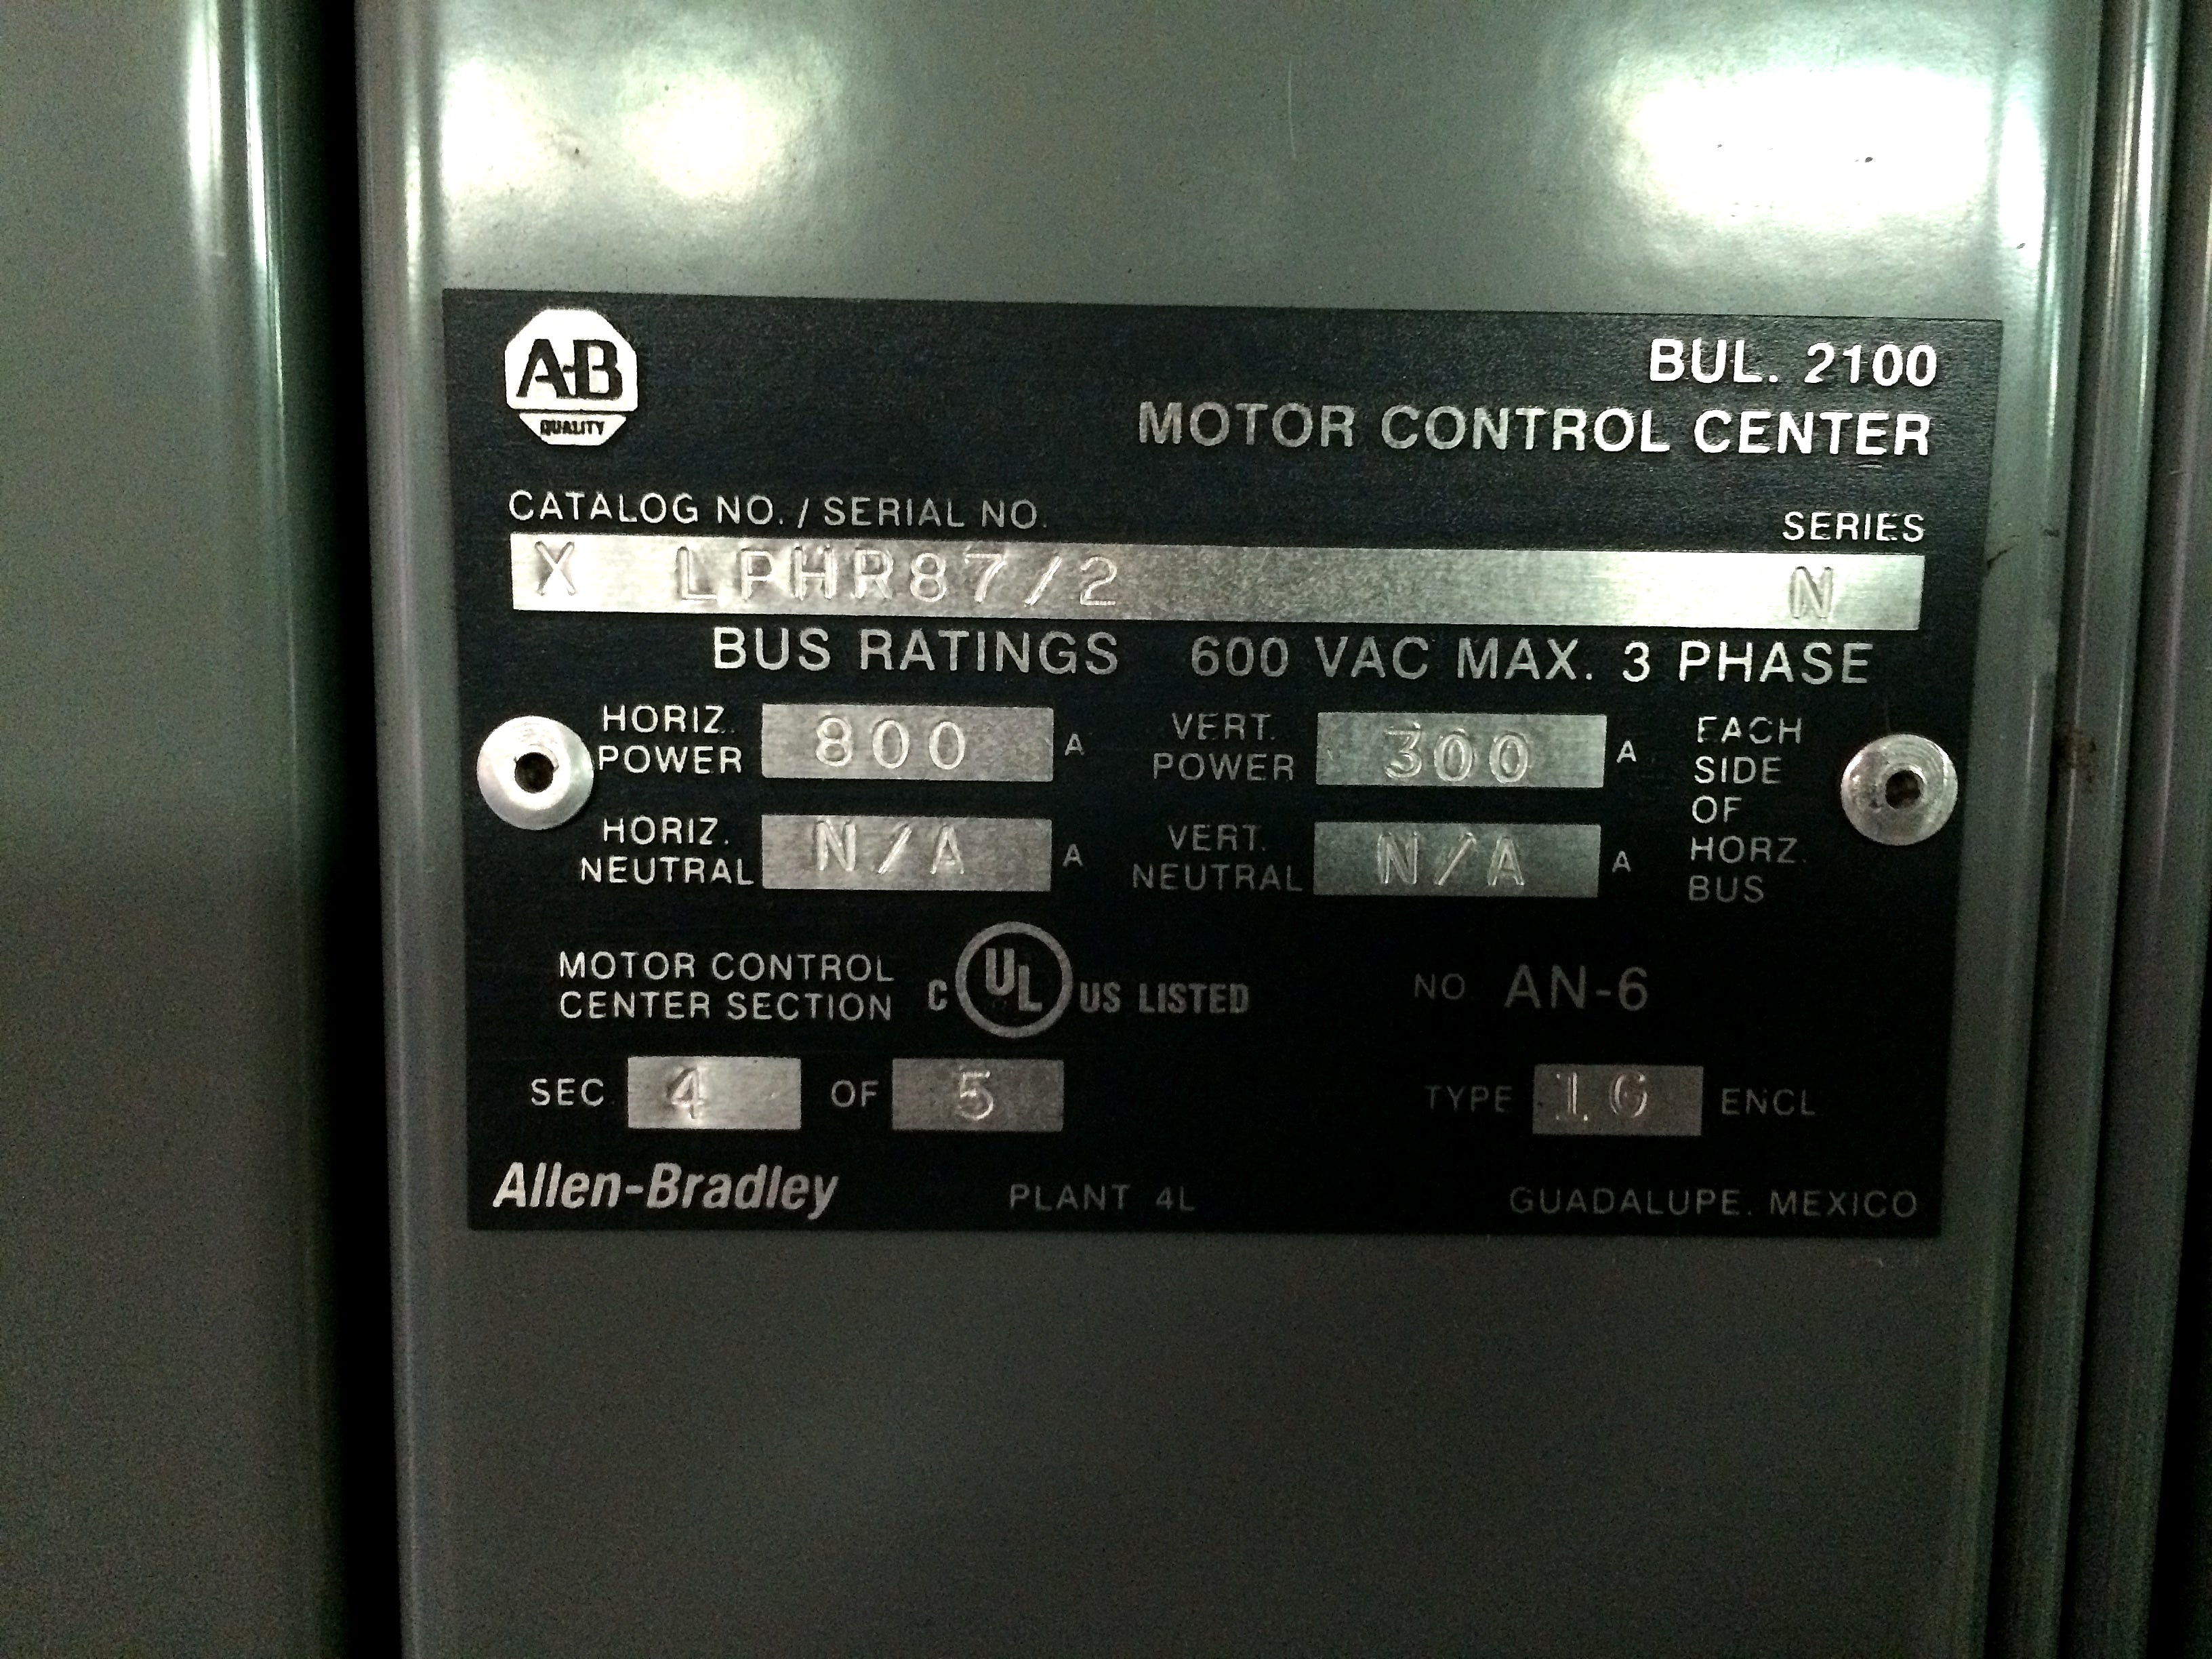 A-B
QUALITY
BUL. 2100
MOTOR CONTROL CENTER
CATALOG NO. / SERIAL NO.
SERIES
X LPHR87/2 N
BUS RATINGS 600 VAC MAX. 3 PHASE
HORIZ. POWER 800 A VERT. POWER 300 A EACH SIDE OF HORZ. BUS
HORIZ. NEUTRAL N/A A VERT. NEUTRAL N/A A
MOTOR CONTROL
CENTER SECTION C UL US LISTED NO. AN-6
SEC 4 OF 5 TYPE 1G ENCL
Allen-Bradley PLANT 4L GUADALUPE, MEXICO